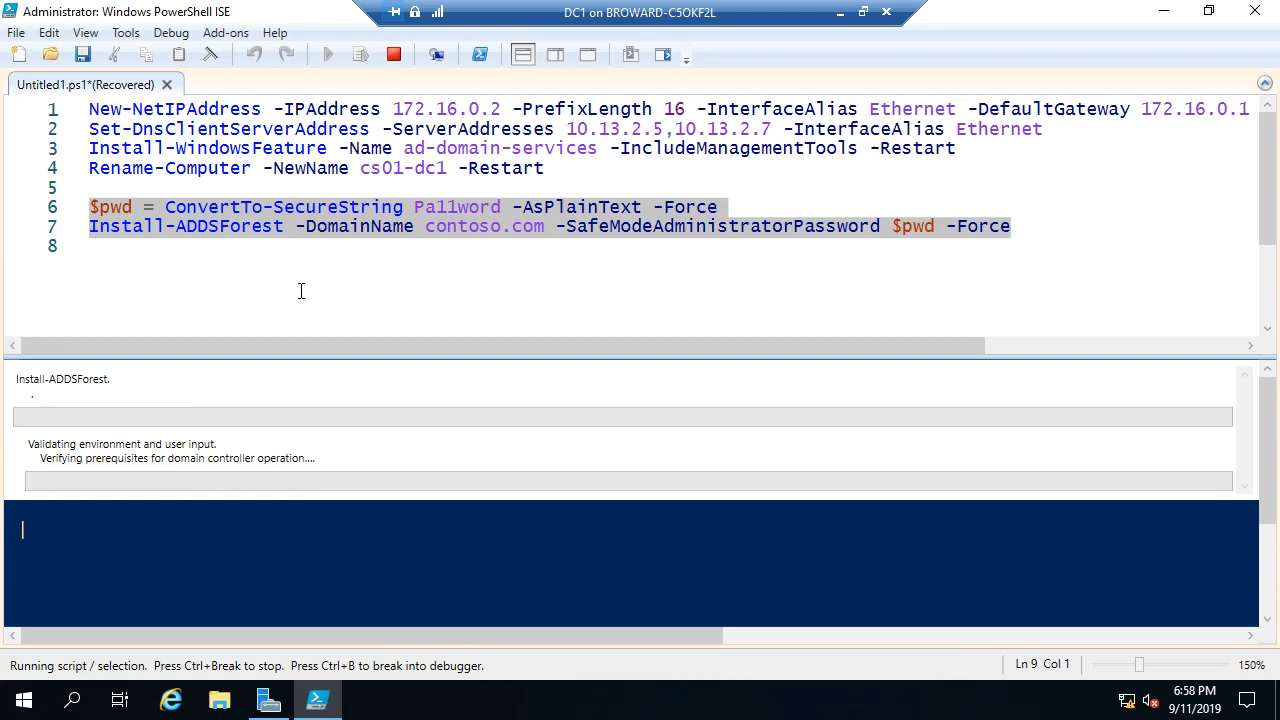 Administrator: Windows PowerShell ISE
DC1 on BROWARD-C5OKF2L
File Edit View Tools Debug Add-ons Help
Untitled1.ps1*(Recovered)
1 New-NetIPAddress -IPAddress 172.16.0.2 -PrefixLength 16 -InterfaceAlias Ethernet -DefaultGateway 172.16.0.1
2 Set-DnsClientServerAddress -ServerAddresses 10.13.2.5,10.13.2.7 -InterfaceAlias Ethernet
3 Install-WindowsFeature -Name ad-domain-services -IncludeManagementTools -Restart
4 Rename-Computer -NewName cs01-dc1 -Restart
5
6 $pwd = ConvertTo-SecureString Pa11word -AsPlainText -Force
7 Install-ADDSForest -DomainName contoso.com -SafeModeAdministratorPassword $pwd -Force
8
Install-ADDSForest.
.
Validating environment and user input.
Verifying prerequisites for domain controller operation....
Running script / selection. Press Ctrl+Break to stop. Press Ctrl+B to break into debugger.
Ln 9 Col 1
150%
6:58 PM
9/11/2019